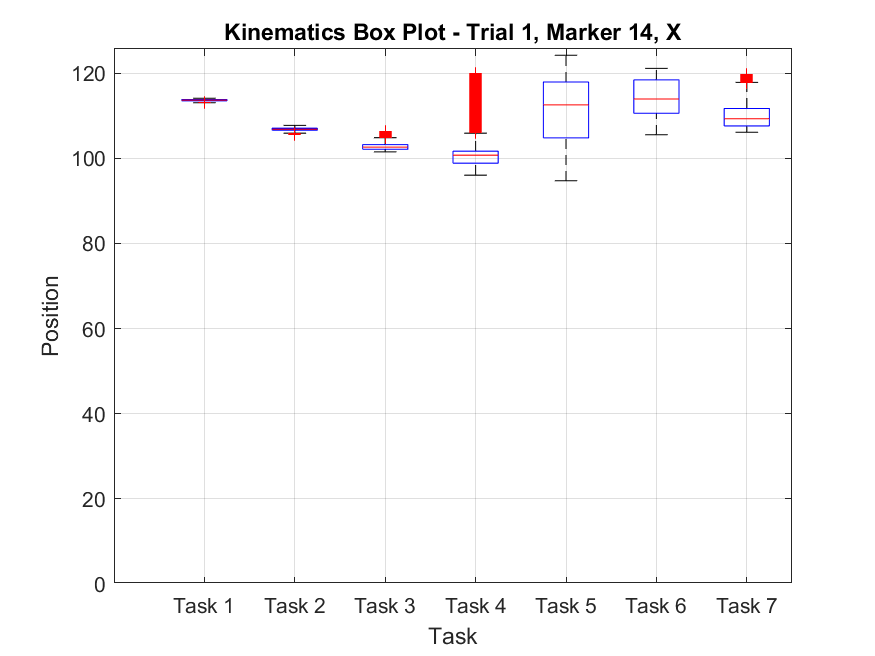 Kinematics Box Plot - Trial 1, Marker 14, X
120
100
80
60
40
20
0
Position
Task 1 Task 2 Task 3 Task 4 Task 5 Task 6 Task 7
Task